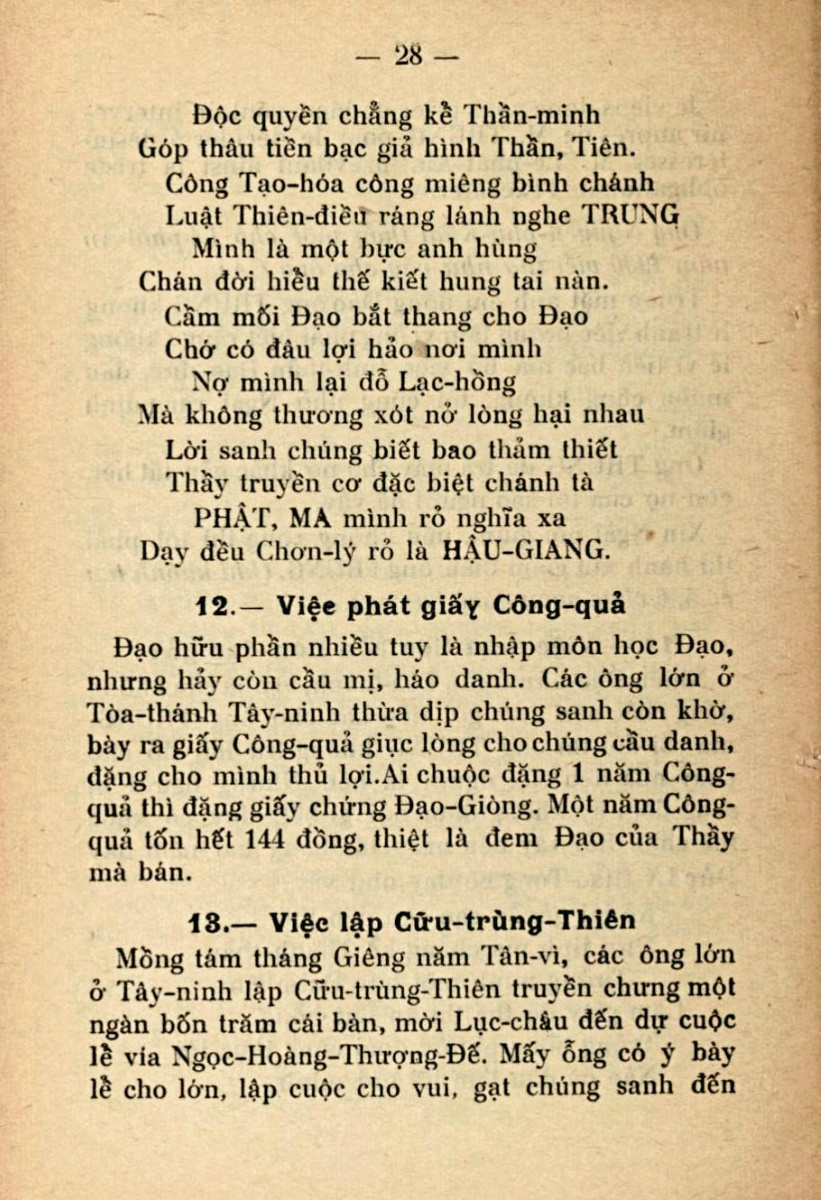 — 28 —
Độc quyền chẳng kể Thần-minh
Góp thâu tiền bạc giả hình Thần, Tiên.
Công Tạo-hóa công miêng bình chánh
Luật Thiên-điều ráng lánh nghe TRUNG
Mình là một bực anh hùng
Chán đời hiểu thế kiết hung tai nàn.
Cầm mối Đạo bắt thang cho Đạo
Chớ có đâu lợi hảo nơi mình
Nợ mình lại đỗ Lạc-hồng
Mà không thương xót nở lòng hại nhau
Lời sanh chúng biết bao thảm thiết
Thầy truyền cơ đặc biệt chánh tà
PHẬT, MA mình rỏ nghĩa xa
Dạy đều Chơn-lý rỏ là HẬU-GIANG.
12.— Việc phát giấy Công-quả
Đạo hữu phần nhiều tuy là nhập môn học Đạo,
nhưng hảy còn cầu mị, háo danh. Các ông lớn ở
Tòa-thánh Tây-ninh thừa dịp chúng sanh còn khờ,
bày ra giấy Công-quả giục lòng cho chúng cầu danh,
đặng cho mình thủ lợi. Ai chuộc đặng 1 năm Công-
quả thì đặng giấy chứng Đạo-Giòng. Một năm Công-
quả tốn hết 144 đồng, thiệt là đem Đạo của Thầy
mà bán.
13.— Việc lập Cữu-trùng-Thiên
Mồng tám tháng Giêng năm Tân-vì, các ông lớn
ở Tây-ninh lập Cữu-trùng-Thiên truyền chưng một
ngàn bốn trăm cái bàn, mời Lục-châu đến dự cuộc
lể vía Ngọc-Hoàng-Thượng-Đế. Mấy ổng có ý bày
lể cho lớn, lập cuộc cho vui, gạt chúng sanh đến